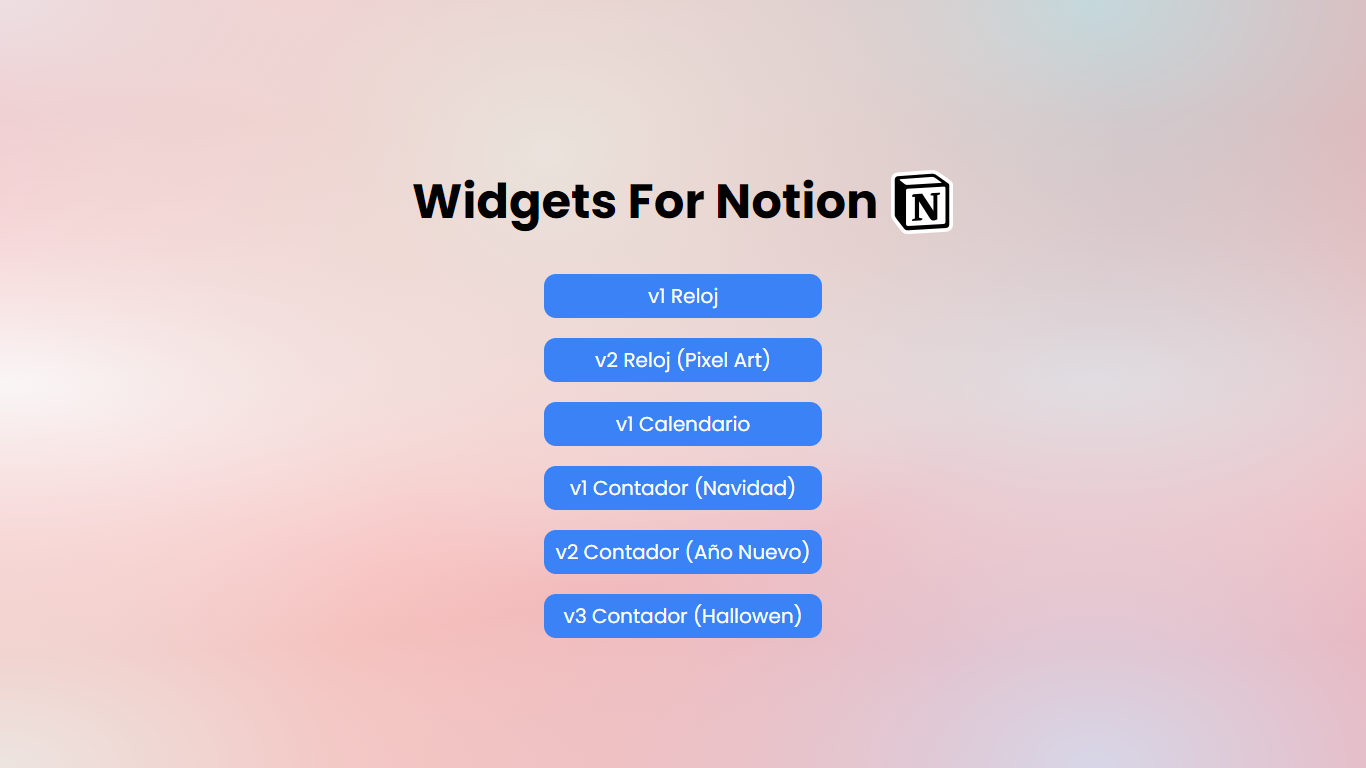 Widgets For Notion N
v1 Reloj
v2 Reloj (Pixel Art)
v1 Calendario
v1 Contador (Navidad)
v2 Contador (Año Nuevo)
v3 Contador (Hallowen)